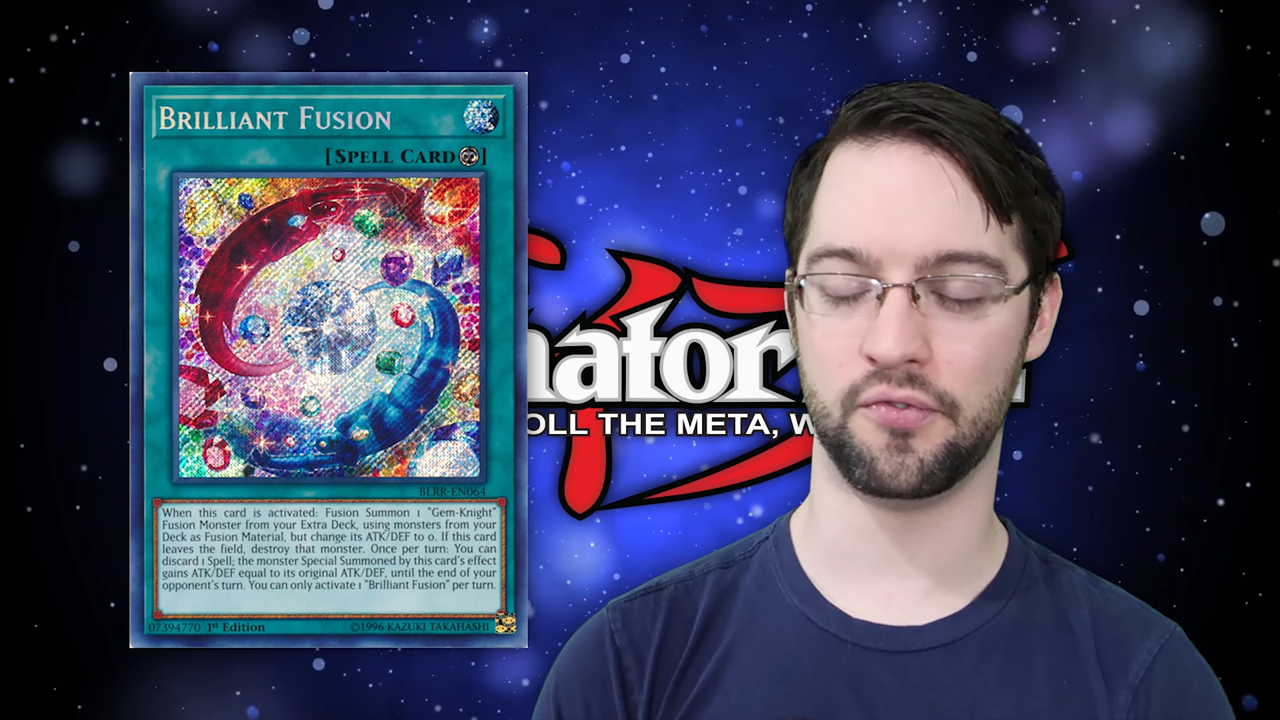 BRILLIANT FUSION
[SPELL CARD]
BLRR-EN064
When this card is activated: Fusion Summon 1 "Gem-Knight"
Fusion Monster from your Extra Deck, using monsters from your
Deck as Fusion Material, but change its ATK/DEF to 0. If this card
leaves the field, destroy that monster. Once per turn: You can
discard 1 Spell; the monster Special Summoned by this card's effect
gains ATK/DEF equal to its original ATK/DEF, until the end of your
opponent's turn. You can only activate 1 "Brilliant Fusion" per turn.
07394770 1st Edition ©1996 KAZUKI TAKAHASHI
nator
OLL THE META, W